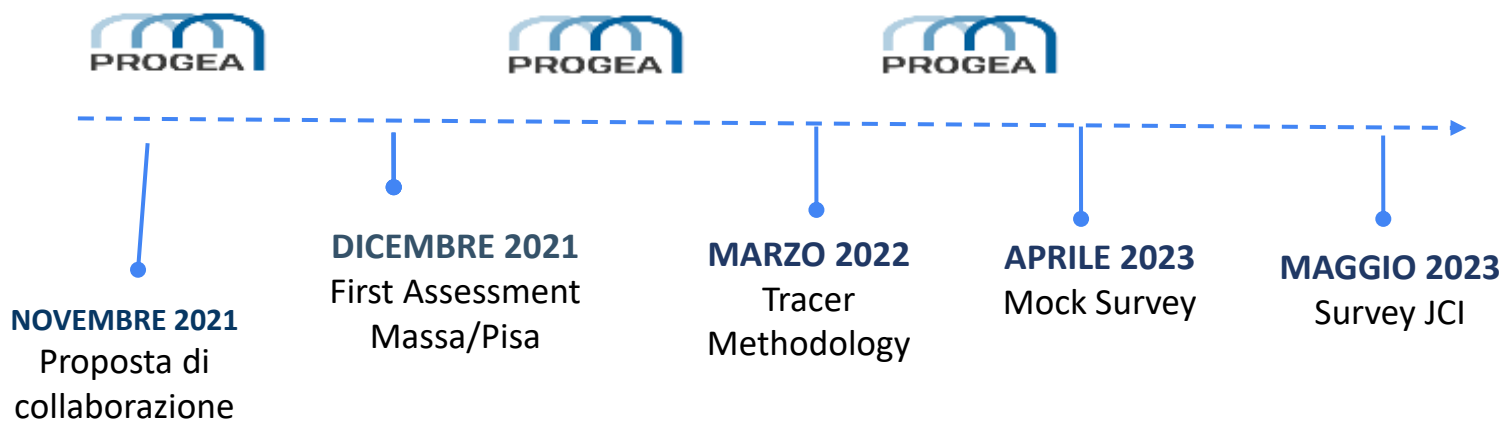 PROGEA
PROGEA
PROGEA
NOVEMBRE 2021
Proposta di
collaborazione
DICEMBRE 2021
First Assessment
Massa/Pisa
MARZO 2022
Tracer
Methodology
APRILE 2023
Mock Survey
MAGGIO 2023
Survey JCI